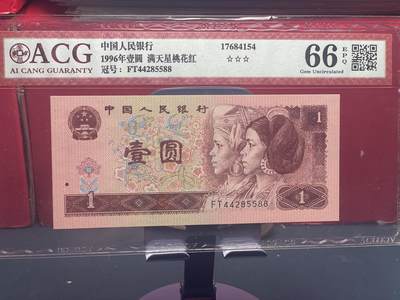 ACG
AI CANG GUARANTY
中国人民银行
1996年壹圆 满天星桃花红
冠号: FT44285588
17684154
☆☆☆
66 EPQ
Gem Uncirculated
中国人民银行
1
壹圆
1
1
FT44285588